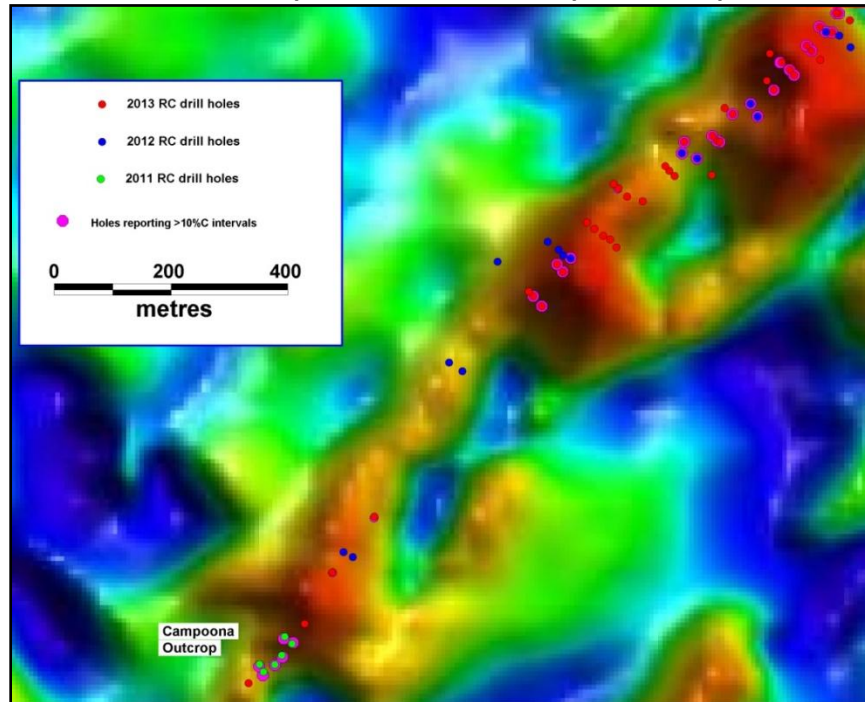 2013 RC drill holes
2012 RC drill holes
2011 RC drill holes
Holes reporting >10%C intervals
0 200 400
metres
Campoona
Outcrop